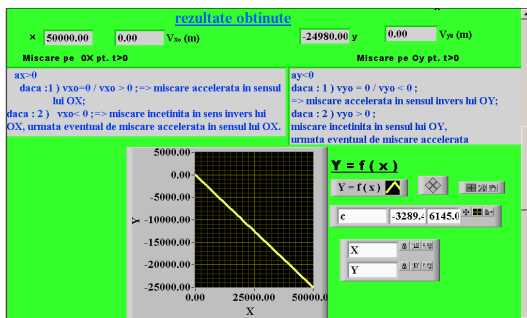 rezultate obtinute
× 50000.00 0.00 Vxo (m) -24980.00 y 0.00 Vyo (m)
Miscare pe 0X pt. t>0 Miscare pe Oy pt. t>0
ax>0
daca :1 ) vxo=0 / vxo > 0 ;=> miscare accelerata in sensul
lui OX;
daca : 2 ) vxo< 0 ;=> miscare incetinita in sens invers lui
OX, urmata eventual de miscare accelerata in sensul lui OX.
ay<0
daca : 1 ) vyo = 0 / vyo < 0 ;
=> miscare accelerata in sensul invers lui OY;
daca : 2 ) vyo > 0 ;
miscare incetinita in sensul lui OY,
urmata eventual de miscare accelerata
5000.00
0.00
-5000.00
-10000.00
-15000.00
-20000.00
-25000.00
Y
0.00 25000.00 50000.0
X
Y = f ( x )
Y = f ( x )
c -3289.4 6145.0
X
Y